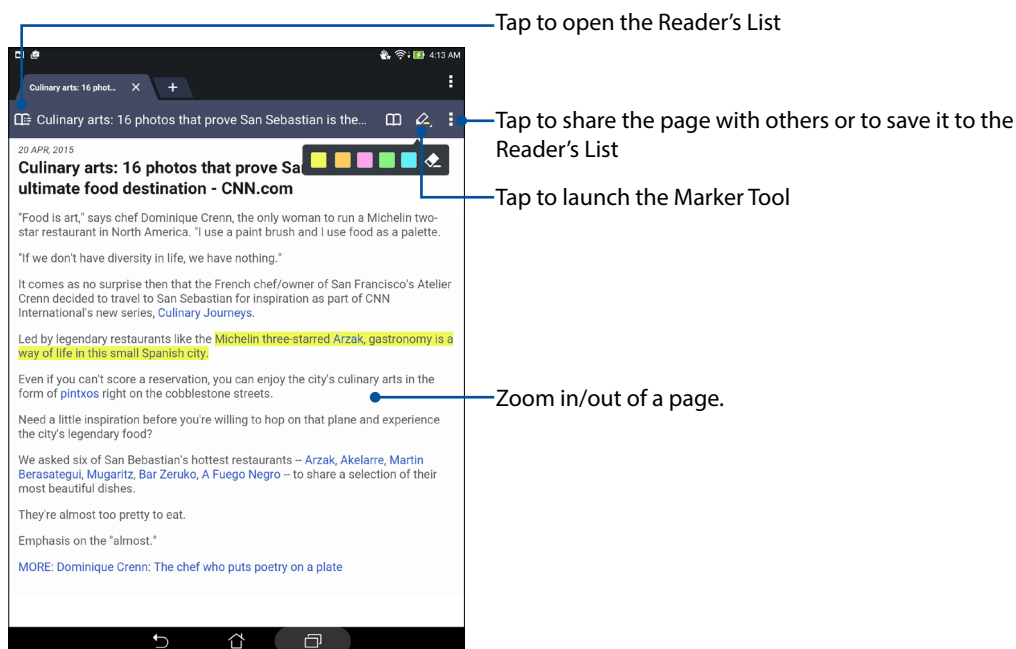 Tap to open the Reader's List
4:13 AM
Culinary arts: 16 phot...
Culinary arts: 16 photos that prove San Sebastian is the...
Tap to share the page with others or to save it to the
Reader's List
20 APR, 2015
Culinary arts: 16 photos that prove Sa
ultimate food destination - CNN.com
Tap to launch the Marker Tool
"Food is art," says chef Dominique Crenn, the only woman to run a Michelin two-
star restaurant in North America. "I use a paint brush and I use food as a palette.
"If we don't have diversity in life, we have nothing."
It comes as no surprise then that the French chef/owner of San Francisco's Atelier
Crenn decided to travel to San Sebastian for inspiration as part of CNN
International's new series, Culinary Journeys.
Led by legendary restaurants like the Michelin three-starred Arzak, gastronomy is a
way of life in this small Spanish city.
Even if you can't score a reservation, you can enjoy the city's culinary arts in the
form of pintxos right on the cobblestone streets.
Zoom in/out of a page.
Need a little inspiration before you're willing to hop on that plane and experience
the city's legendary food?
We asked six of San Bebastian's hottest restaurants -- Arzak, Akelarre, Martin
Berasategui, Mugaritz, Bar Zeruko, A Fuego Negro -- to share a selection of their
most beautiful dishes.
They're almost too pretty to eat.
Emphasis on the "almost."
MORE: Dominique Crenn: The chef who puts poetry on a plate